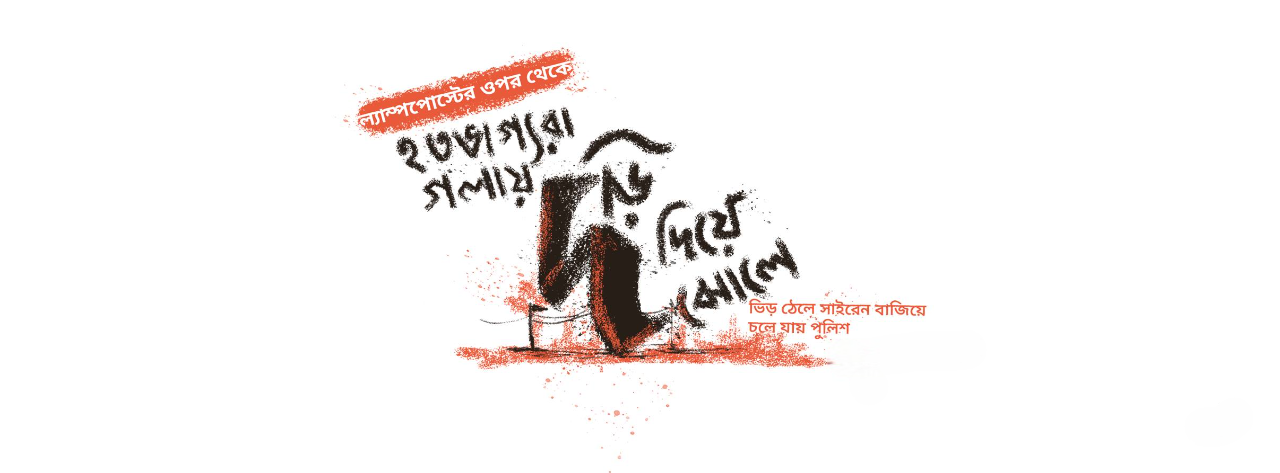 ল্যাম্পপোস্টের ওপর থেকে
হতভাগ্যরা
গলায়
দড়ি
দিয়ে
ঝোলে
ভিড় ঠেলে সাইরেন বাজিয়ে
চলে যায় পুলিশ